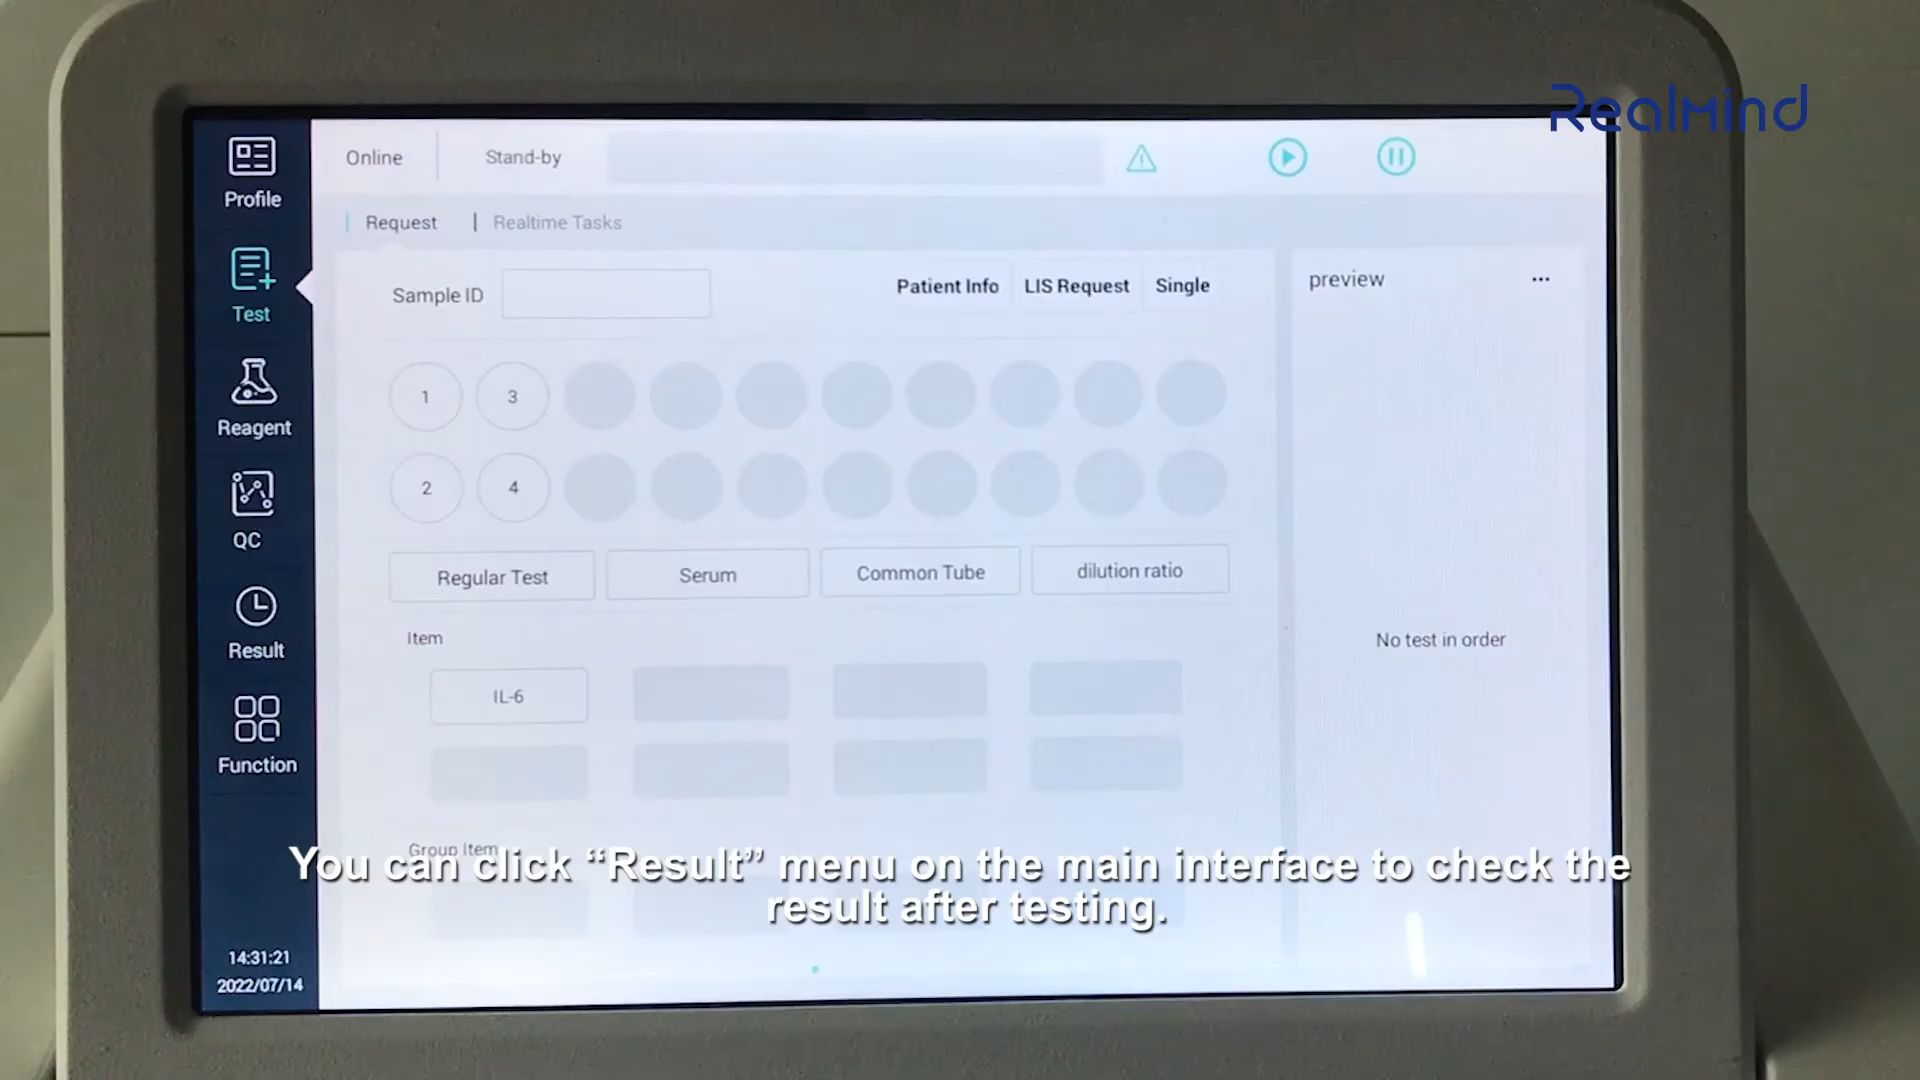 RealMind
Profile
Online
Stand-by
Request
Realtime Tasks
Test
Sample ID
Patient Info
LIS Request
Single
preview
...
1
3
Reagent
2
4
QC
Regular Test
Serum
Common Tube
dilution ratio
Result
Item
No test in order
IL-6
Function
Group Item
You can click “Result” menu on the main interface to check the
result after testing.
14:31:21
2022/07/14